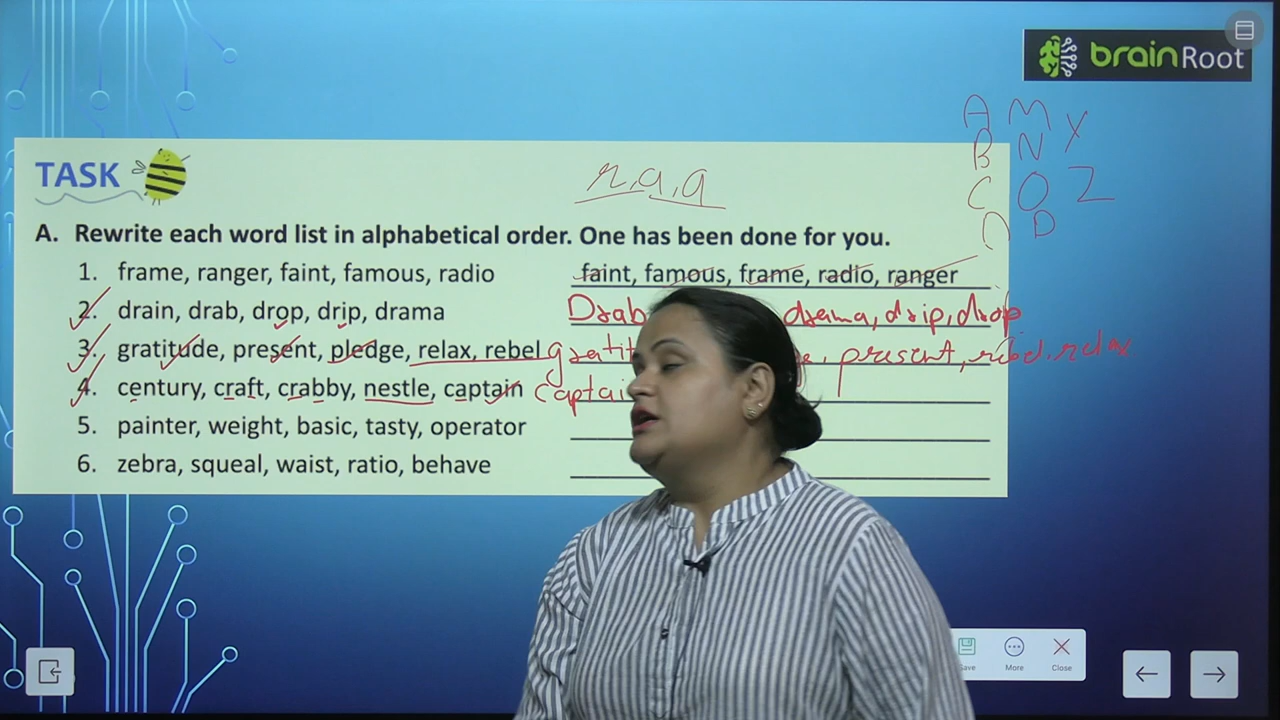 brainRoot
A M Y
B N
C O Z
D
TASK
r, a, a
A. Rewrite each word list in alphabetical order. One has been done for you.
1. frame, ranger, faint, famous, radio faint, famous, frame, radio, ranger
2. drain, drab, drop, drip, drama Drab drama, drip, drop
3. gratitude, present, pledge, relax, rebel present, rebel, relax
4. century, craft, crabby, nestle, captain captai
5. painter, weight, basic, tasty, operator
6. zebra, squeal, waist, ratio, behave
More
Close